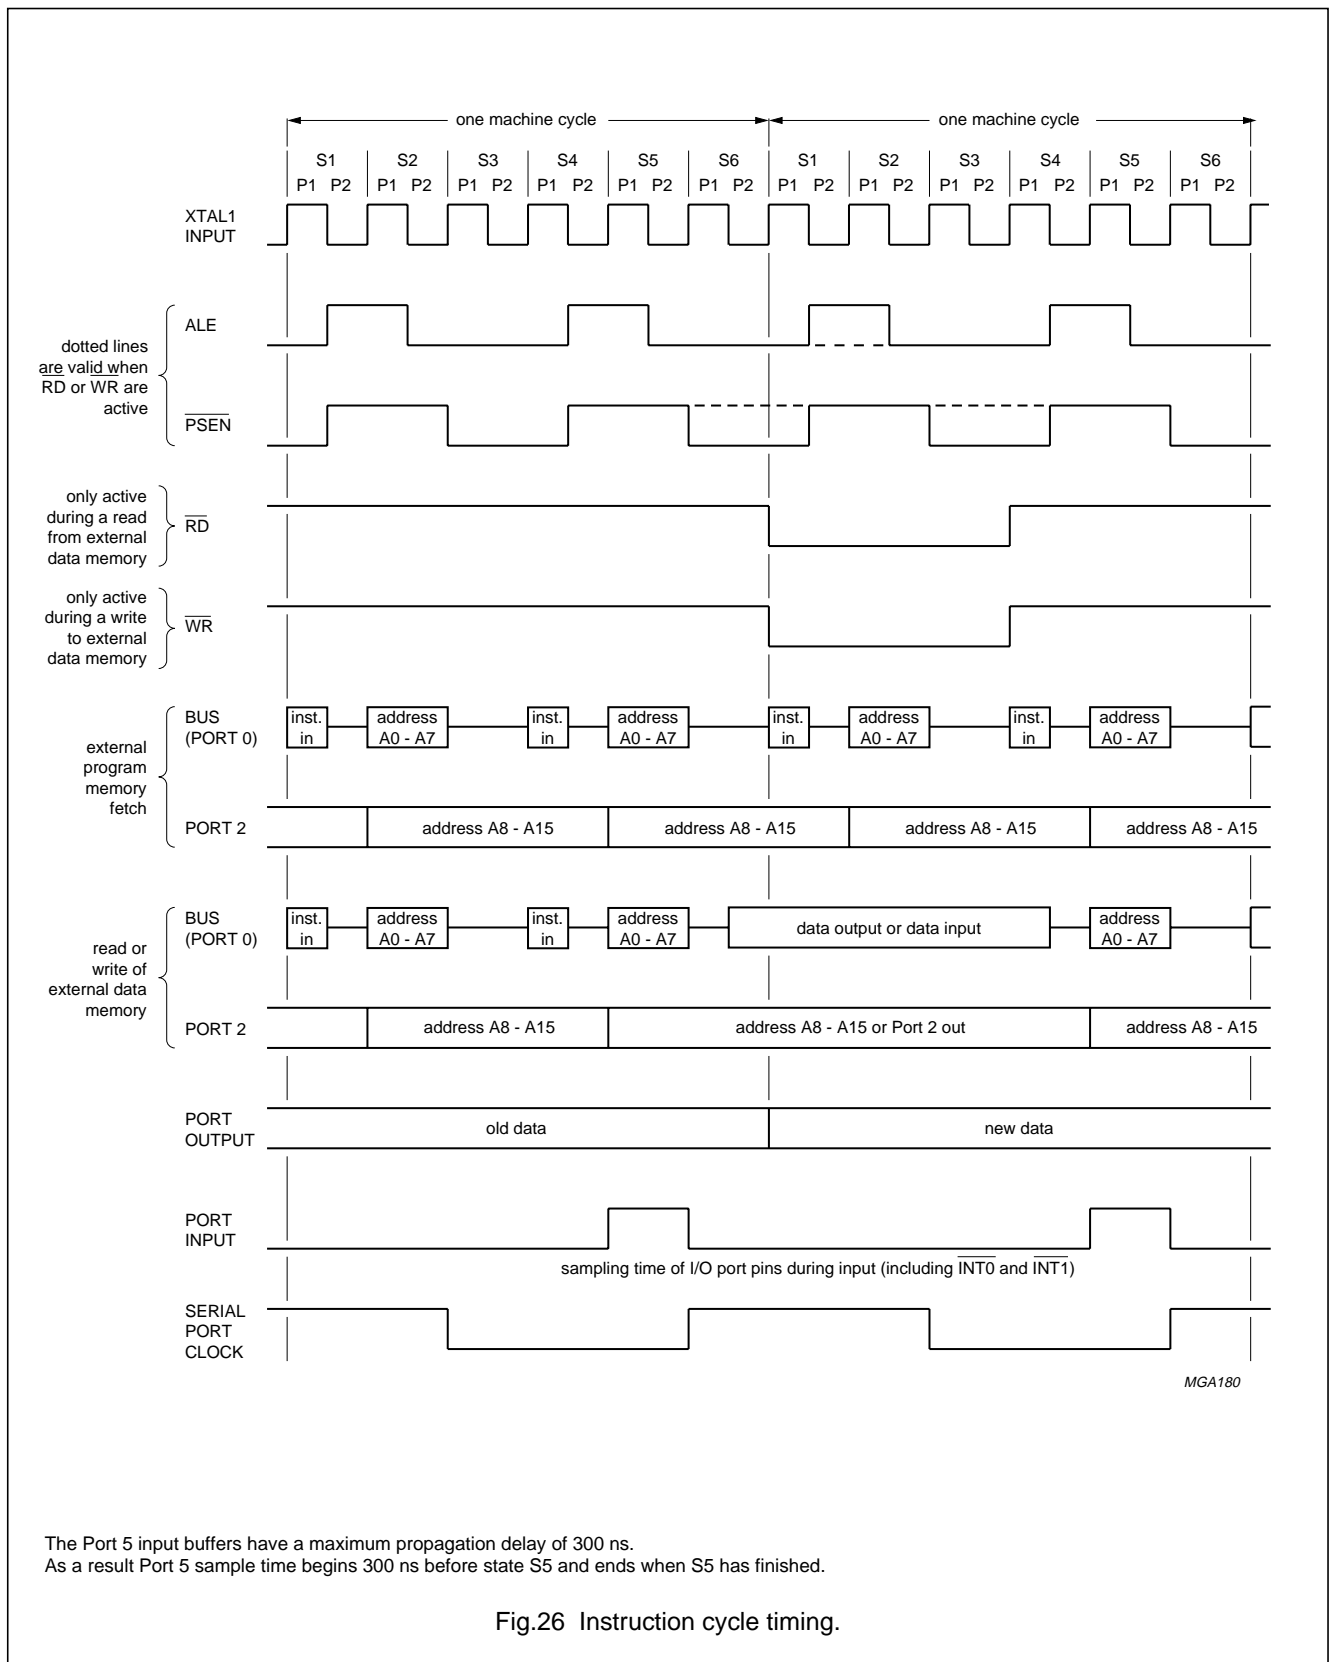 one machine cycle one machine cycle
S1 S2 S3 S4 S5 S6 S1 S2 S3 S4 S5 S6
P1 P2 P1 P2 P1 P2 P1 P2 P1 P2 P1 P2 P1 P2 P1 P2 P1 P2 P1 P2 P1 P2 P1 P2
XTAL1
INPUT
dotted lines
are valid when
RD or WR are
active
ALE
PSEN
only active
during a read
from external
data memory
RD
only active
during a write
to external
data memory
WR
external
program
memory
fetch
BUS
(PORT 0)
inst. address inst. address inst. address inst. address
in A0 - A7 in A0 - A7 in A0 - A7 in A0 - A7
PORT 2
address A8 - A15 address A8 - A15 address A8 - A15 address A8 - A15
read or
write of
external data
memory
BUS
(PORT 0)
inst. address inst. address data output or data input address
in A0 - A7 in A0 - A7 A0 - A7
PORT 2
address A8 - A15 address A8 - A15 or Port 2 out address A8 - A15
PORT
OUTPUT
old data new data
PORT
INPUT
sampling time of I/O port pins during input (including INT0 and INT1)
SERIAL
PORT
CLOCK
MGA180
The Port 5 input buffers have a maximum propagation delay of 300 ns.
As a result Port 5 sample time begins 300 ns before state S5 and ends when S5 has finished.
Fig.26 Instruction cycle timing.